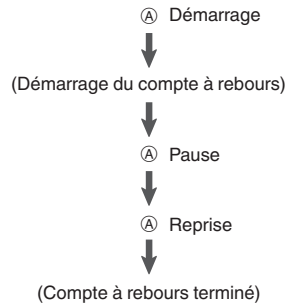 Ⓐ Démarrage
(Démarrage du compte à rebours)
Ⓐ Pause
Ⓐ Reprise
(Compte à rebours terminé)